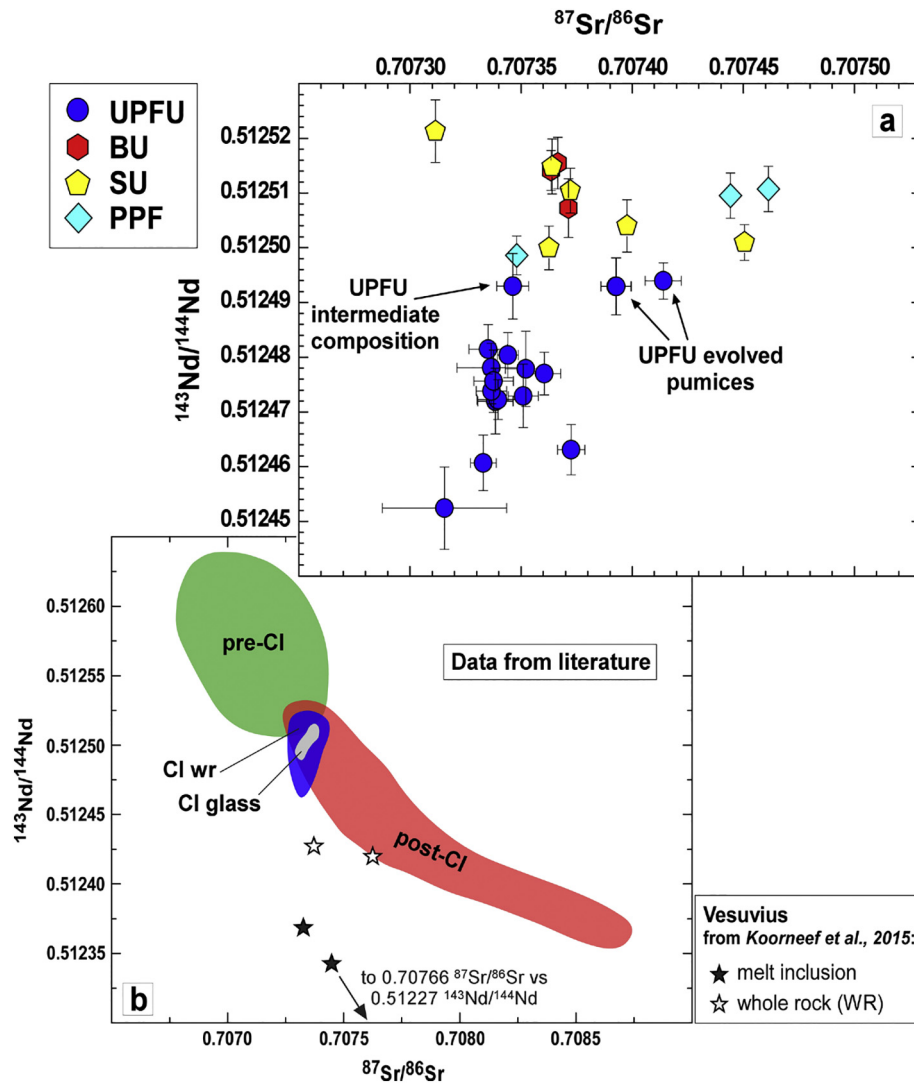 ⁸⁷Sr/⁸⁶Sr
0.70730 0.70735 0.70740 0.70745 0.70750
UPFU
BU
SU
PPF
a
0.51252
0.51251
0.51250
0.51249
0.51248
0.51247
0.51246
0.51245
¹⁴³Nd/¹⁴⁴Nd
UPFU
intermediate
composition
UPFU evolved
pumices
0.51260
0.51255
0.51250
0.51245
0.51240
0.51235
¹⁴³Nd/¹⁴⁴Nd
pre-CI
Data from literature
CI wr
CI glass
post-CI
to 0.70766 ⁸⁷Sr/⁸⁶Sr vs
0.51227 ¹⁴³Nd/¹⁴⁴Nd
b
0.7070 0.7075 0.7080 0.7085
⁸⁷Sr/⁸⁶Sr
Vesuvius
from Koorneef et al., 2015:
melt inclusion
whole rock (WR)